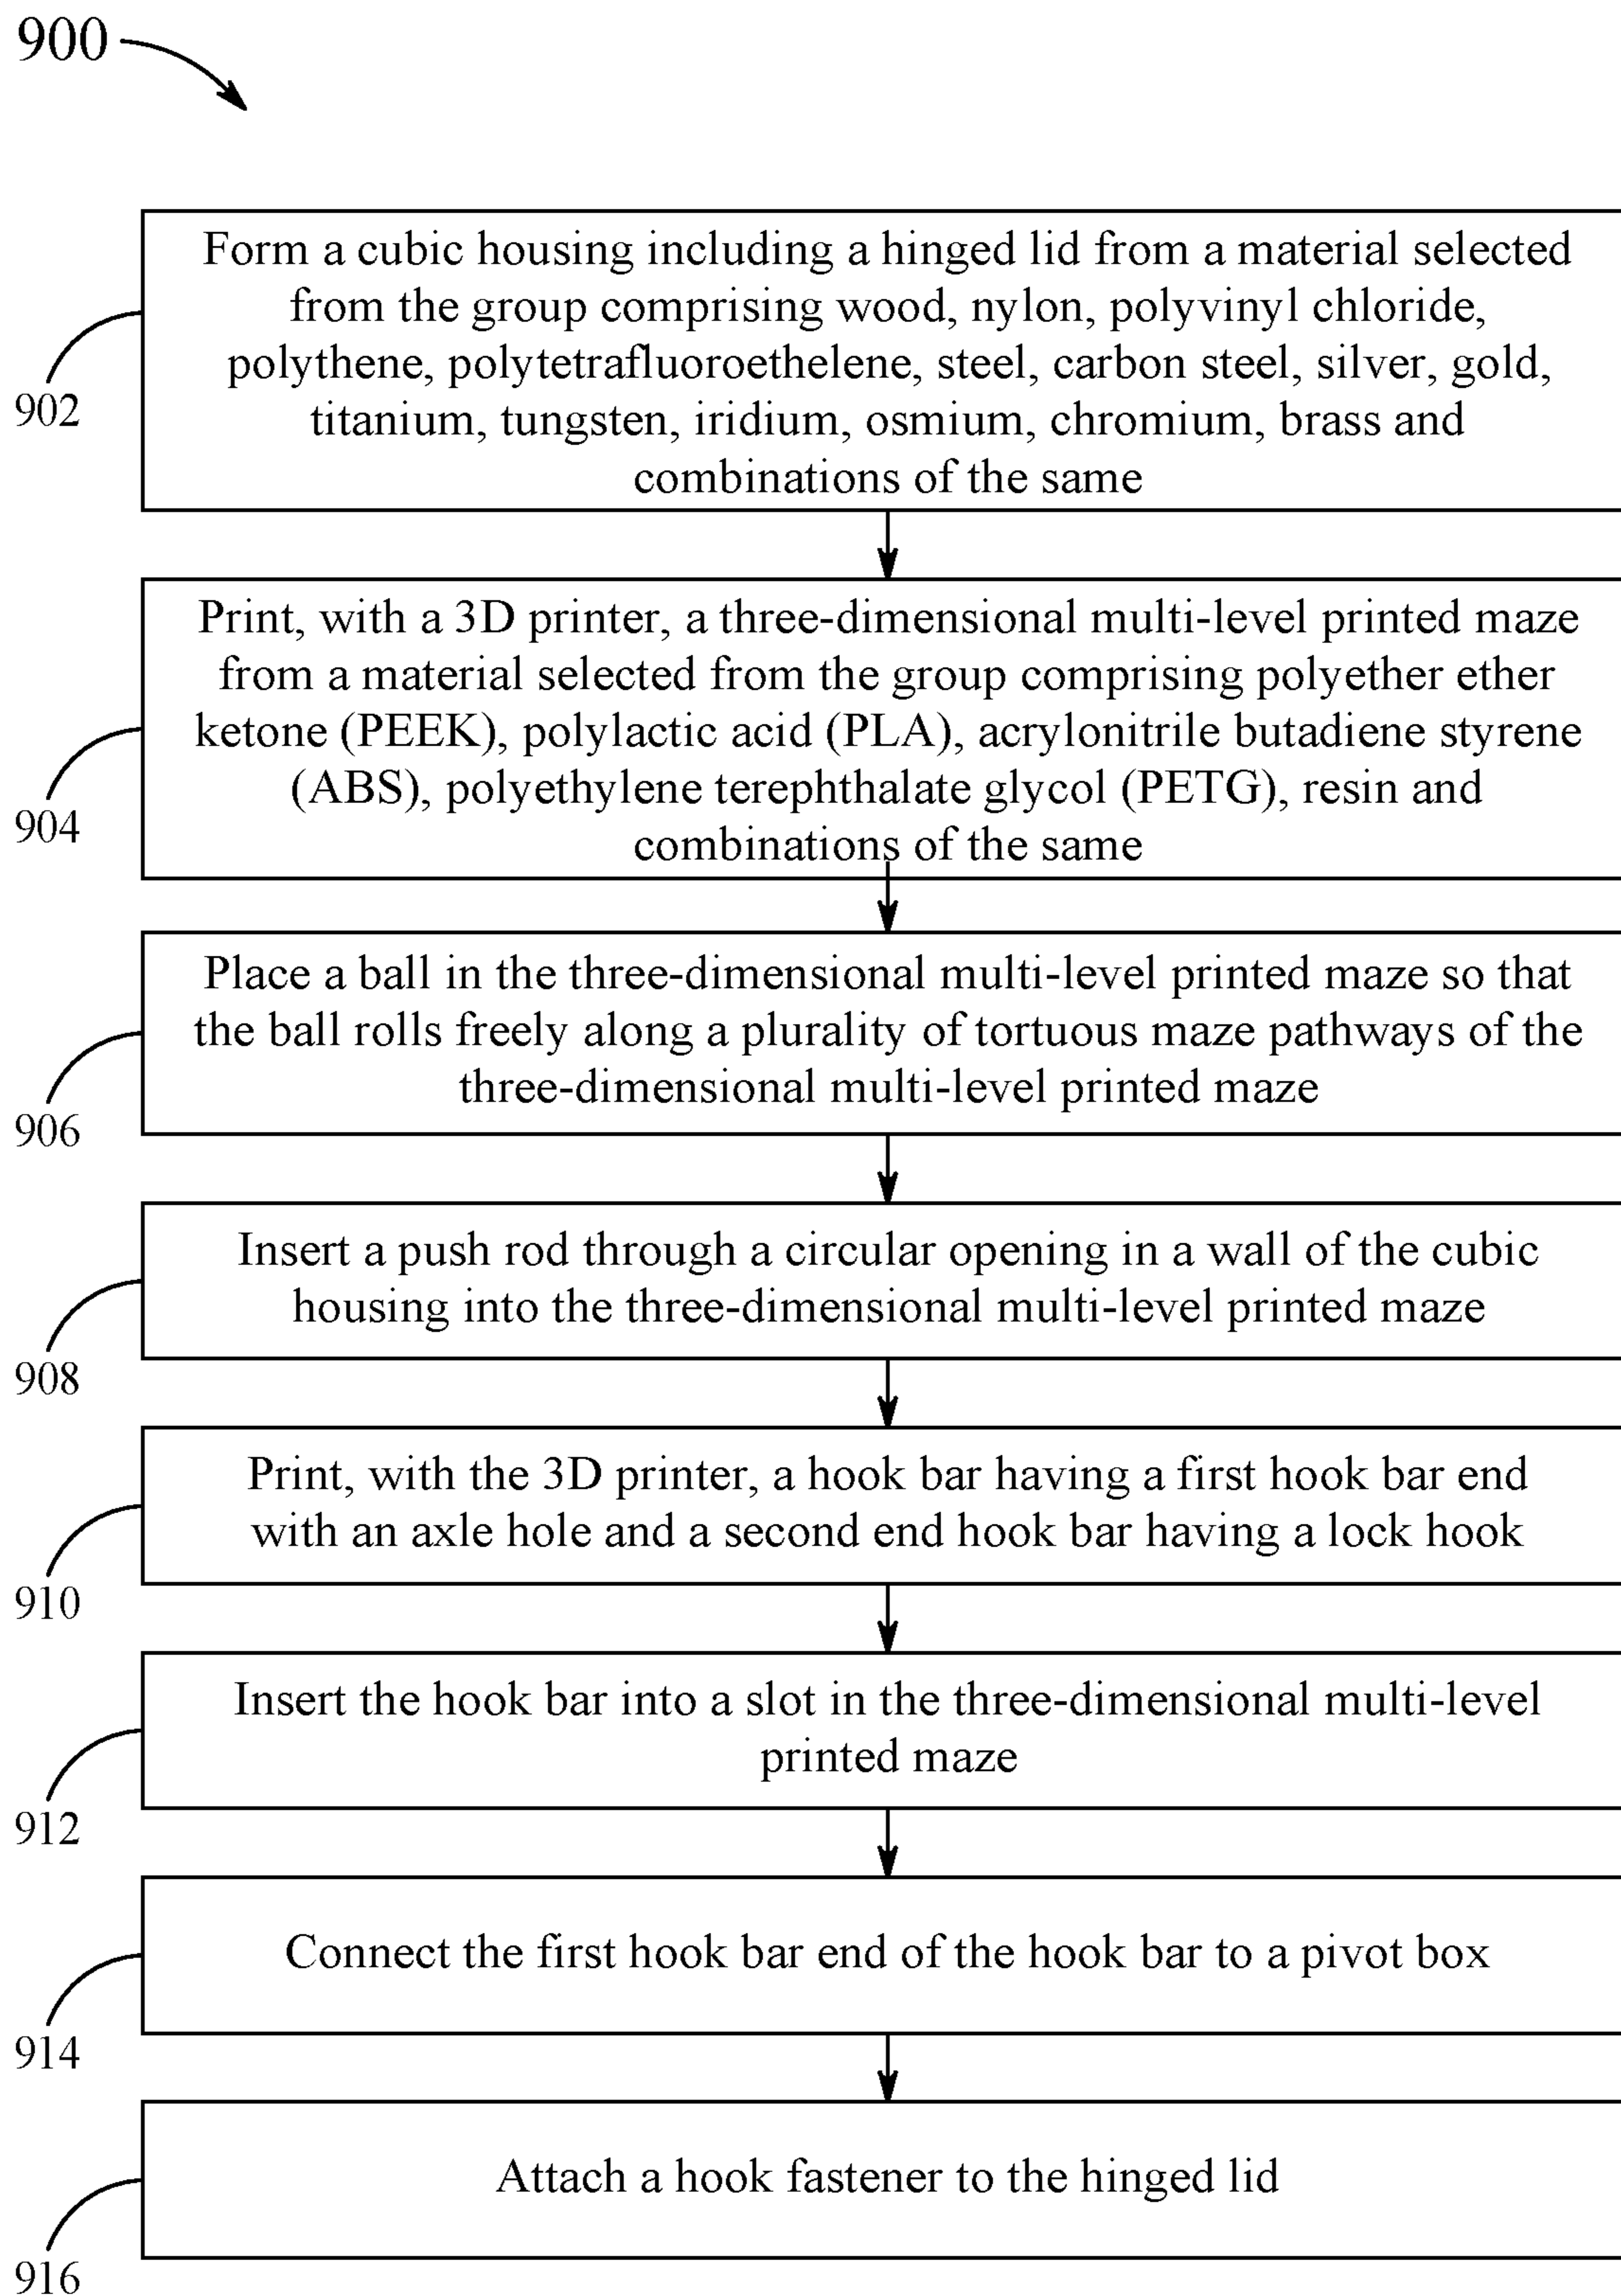 900
Form a cubic housing including a hinged lid from a material selected
from the group comprising wood, nylon, polyvinyl chloride,
polythene, polytetrafluoroethelene, steel, carbon steel, silver, gold,
titanium, tungsten, iridium, osmium, chromium, brass and
combinations of the same
902
Print, with a 3D printer, a three-dimensional multi-level printed maze
from a material selected from the group comprising polyether ether
ketone (PEEK), polylactic acid (PLA), acrylonitrile butadiene styrene
(ABS), polyethylene terephthalate glycol (PETG), resin and
combinations of the same
904
Place a ball in the three-dimensional multi-level printed maze so that
the ball rolls freely along a plurality of tortuous maze pathways of the
three-dimensional multi-level printed maze
906
Insert a push rod through a circular opening in a wall of the cubic
housing into the three-dimensional multi-level printed maze
908
Print, with the 3D printer, a hook bar having a first hook bar end
with an axle hole and a second end hook bar having a lock hook
910
Insert the hook bar into a slot in the three-dimensional multi-level
printed maze
912
Connect the first hook bar end of the hook bar to a pivot box
914
Attach a hook fastener to the hinged lid
916